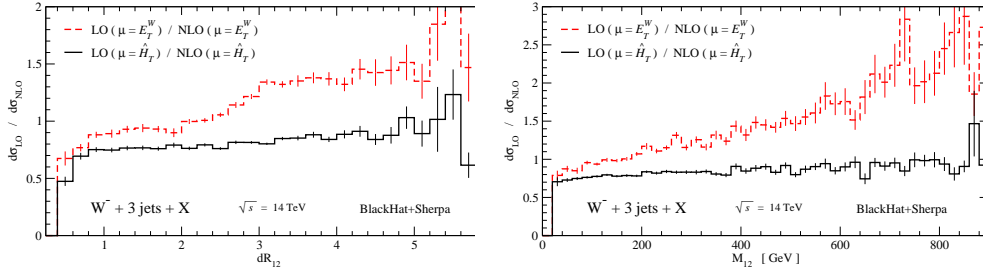 2
1.5
1
0.5
0
dσ_LO / dσ_NLO
LO ( μ = E_T^W ) / NLO ( μ = E_T^W )
LO ( μ = Ĥ_T ) / NLO ( μ = Ĥ_T )
W^- + 3 jets + X
√s = 14 TeV
BlackHat+Sherpa
1 2 3 4 5
dR_12
3
2.5
2
1.5
1
0.5
0
dσ_LO / dσ_NLO
LO ( μ = E_T^W ) / NLO ( μ = E_T^W )
LO ( μ = Ĥ_T ) / NLO ( μ = Ĥ_T )
W^- + 3 jets + X
√s = 14 TeV
BlackHat+Sherpa
0 200 400 600 800
M_12 [ GeV ]